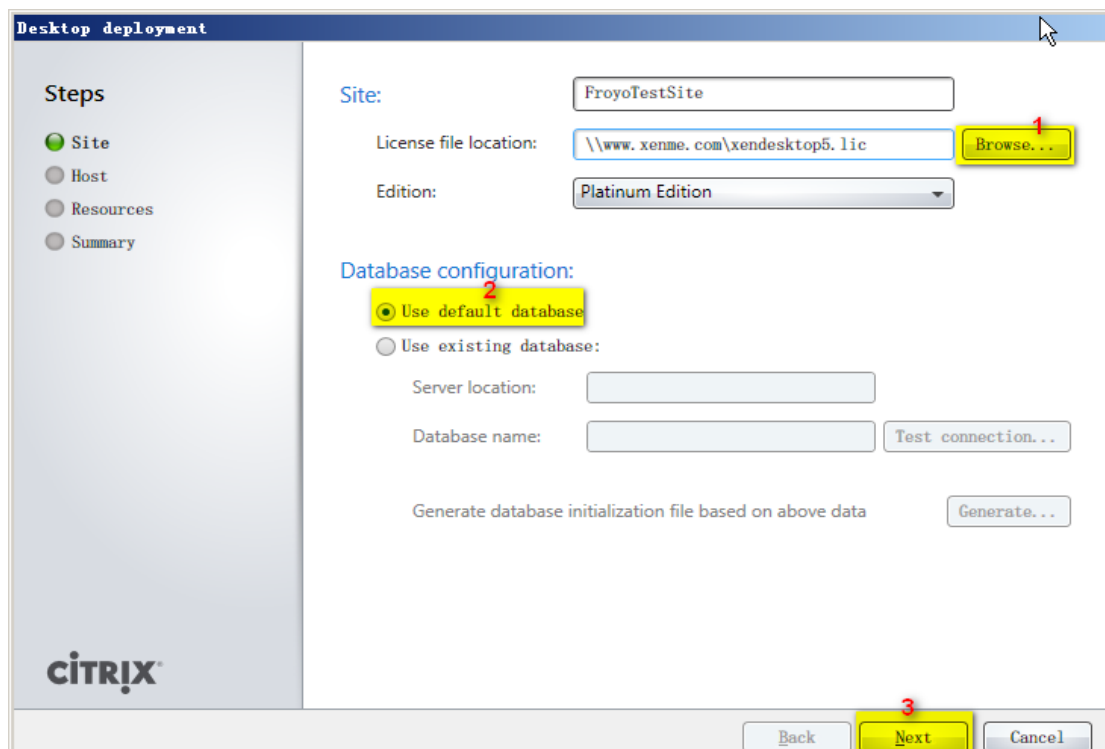 Desktop deployment
Steps
Site
Host
Resources
Summary
Site:
FroyoTestSite
License file location:
\\www.xenme.com\xendesktop5.lic
1
Browse...
Edition:
Platinum Edition
Database configuration:
2
Use default database
Use existing database:
Server location:
Database name:
Test connection...
Generate database initialization file based on above data
Generate...
CITRIX
3
Back
Next
Cancel